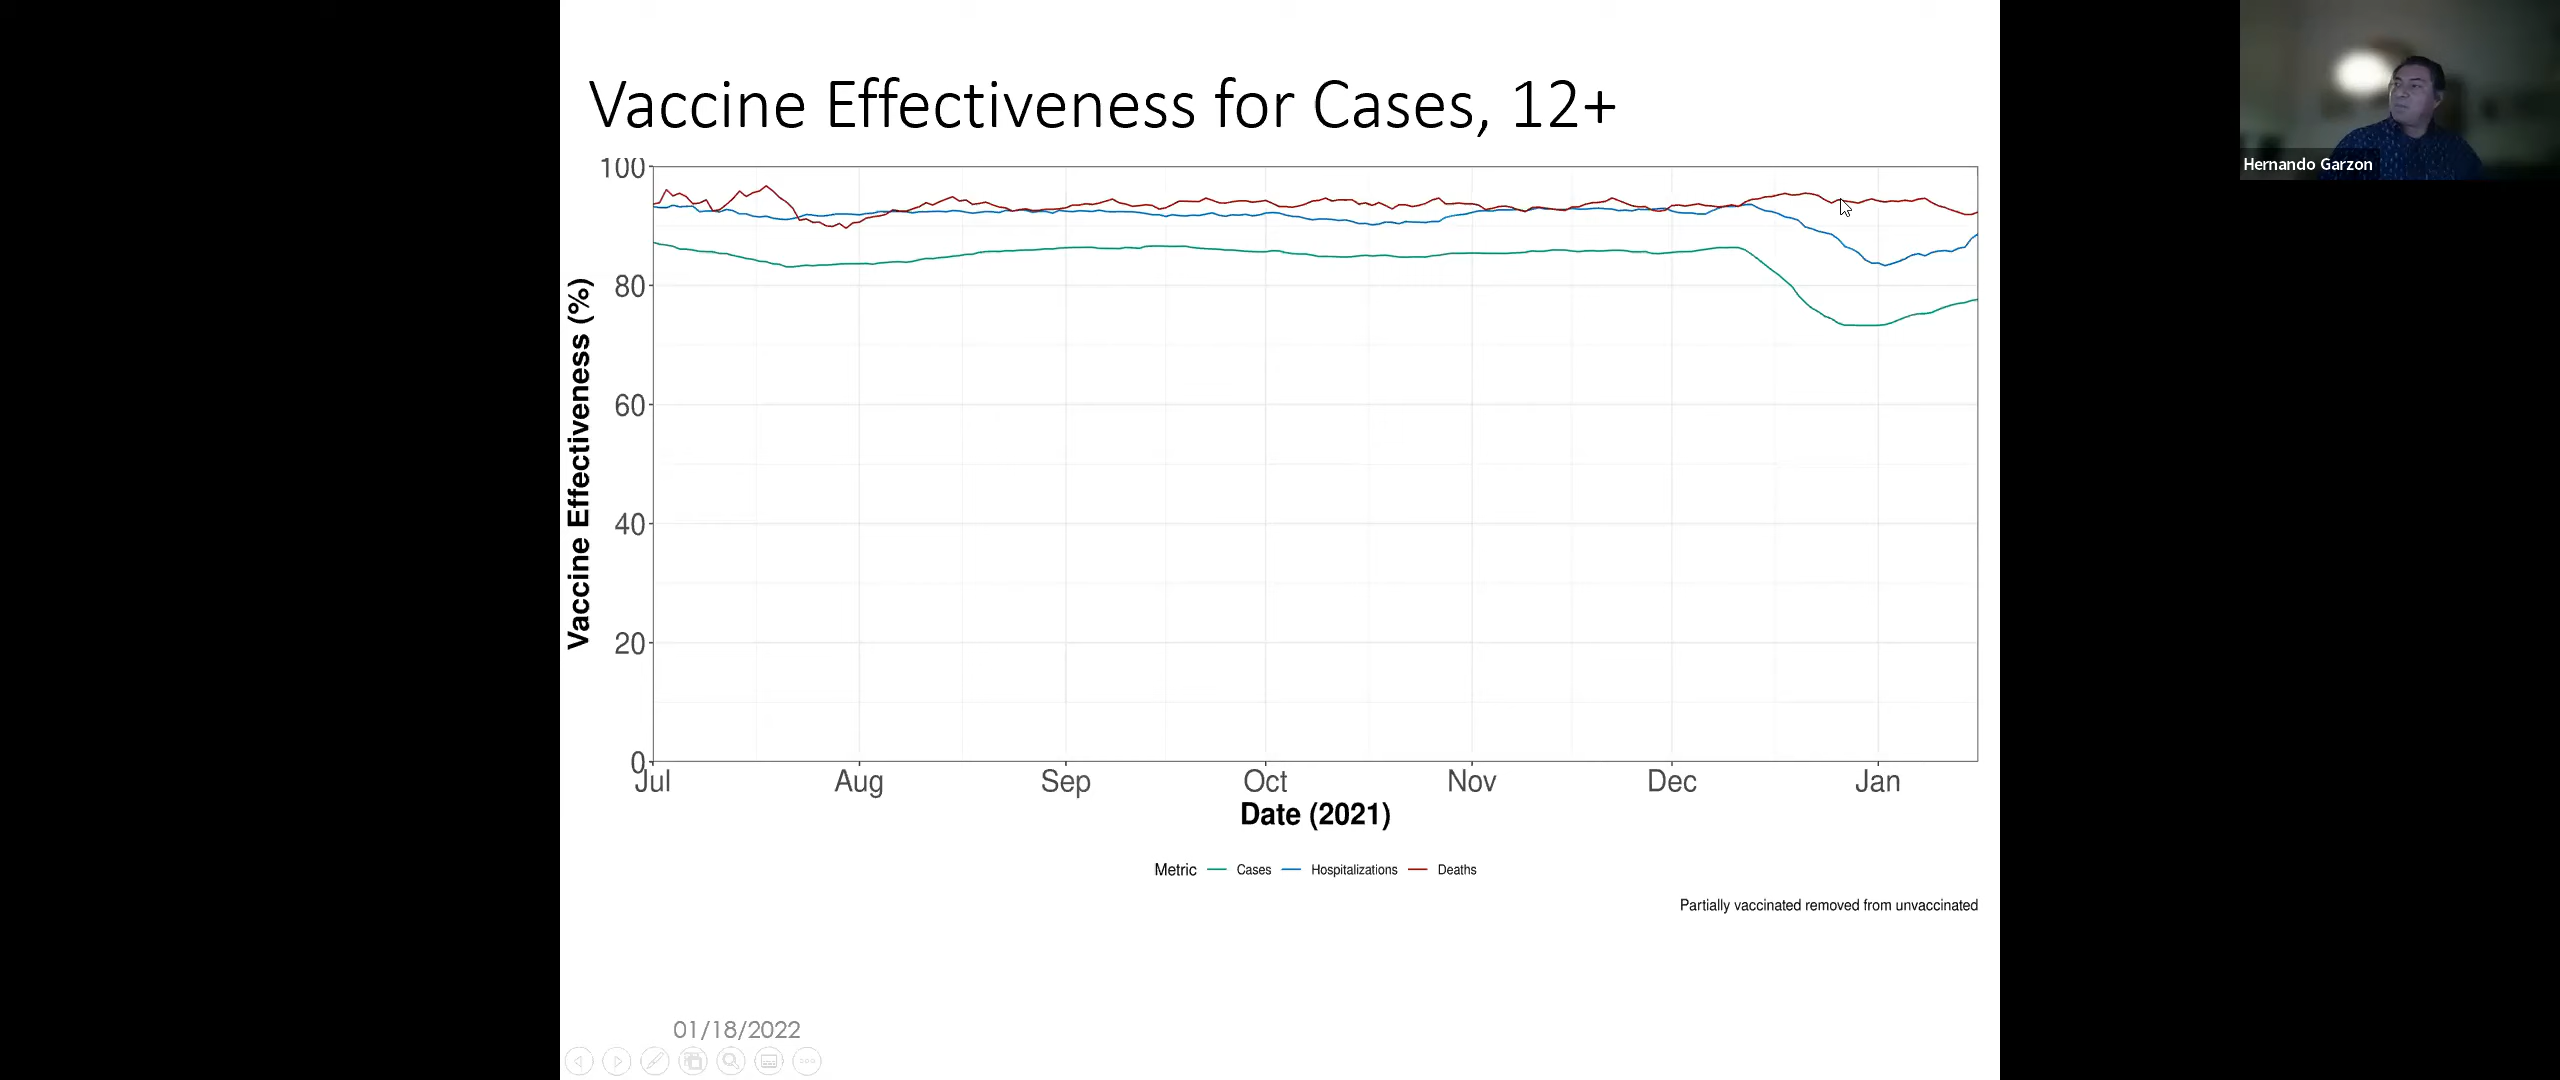 Vaccine Effectiveness for Cases, 12+
Hernando Garzon
100
80
60
40
20
0
Vaccine Effectiveness (%)
Jul Aug Sep Oct Nov Dec Jan
Date (2021)
Metric Cases Hospitalizations Deaths
Partially vaccinated removed from unvaccinated
01/18/2022